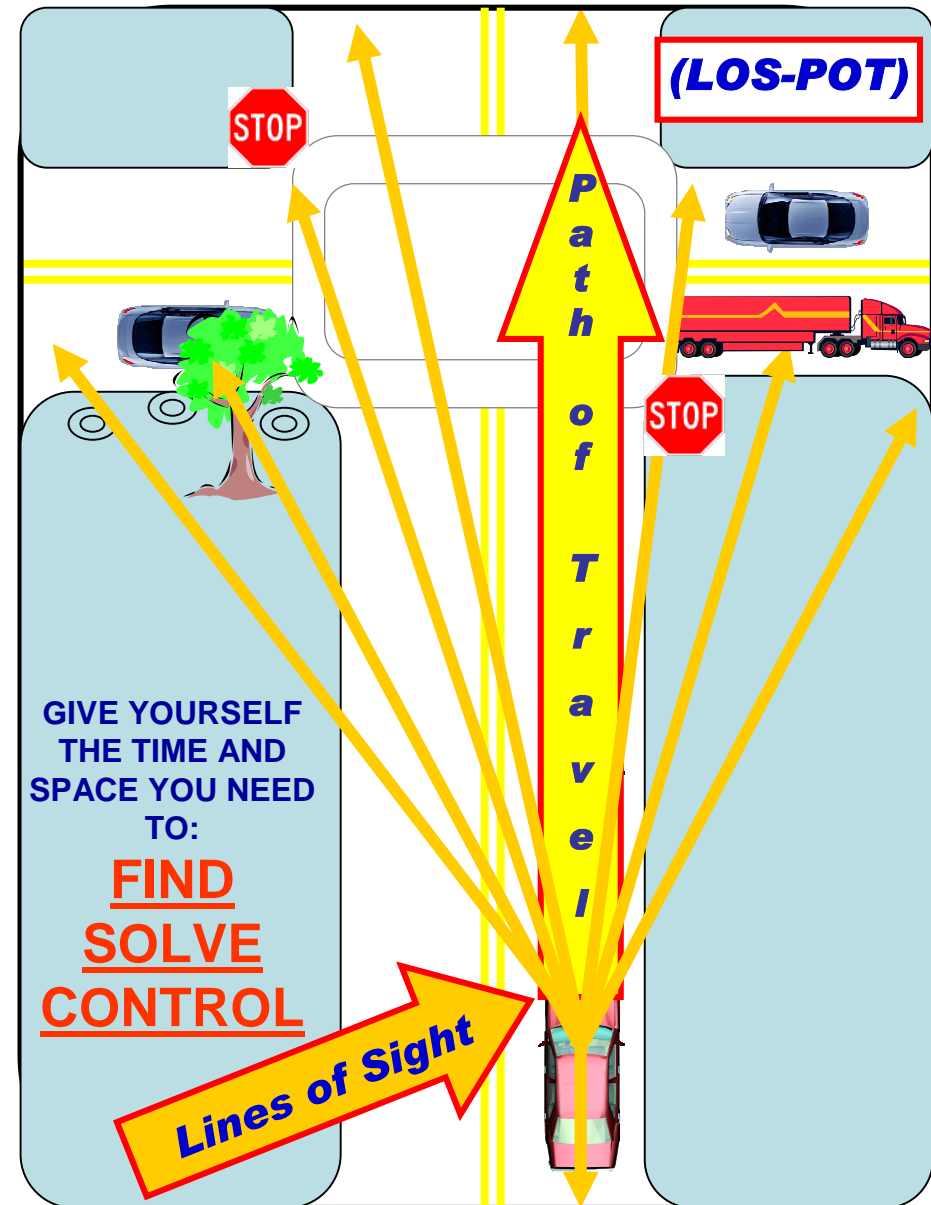 (LOS-POT)
STOP
Path of Travel
STOP
GIVE YOURSELF
THE TIME AND
SPACE YOU NEED
TO:
FIND
SOLVE
CONTROL
Lines of Sight